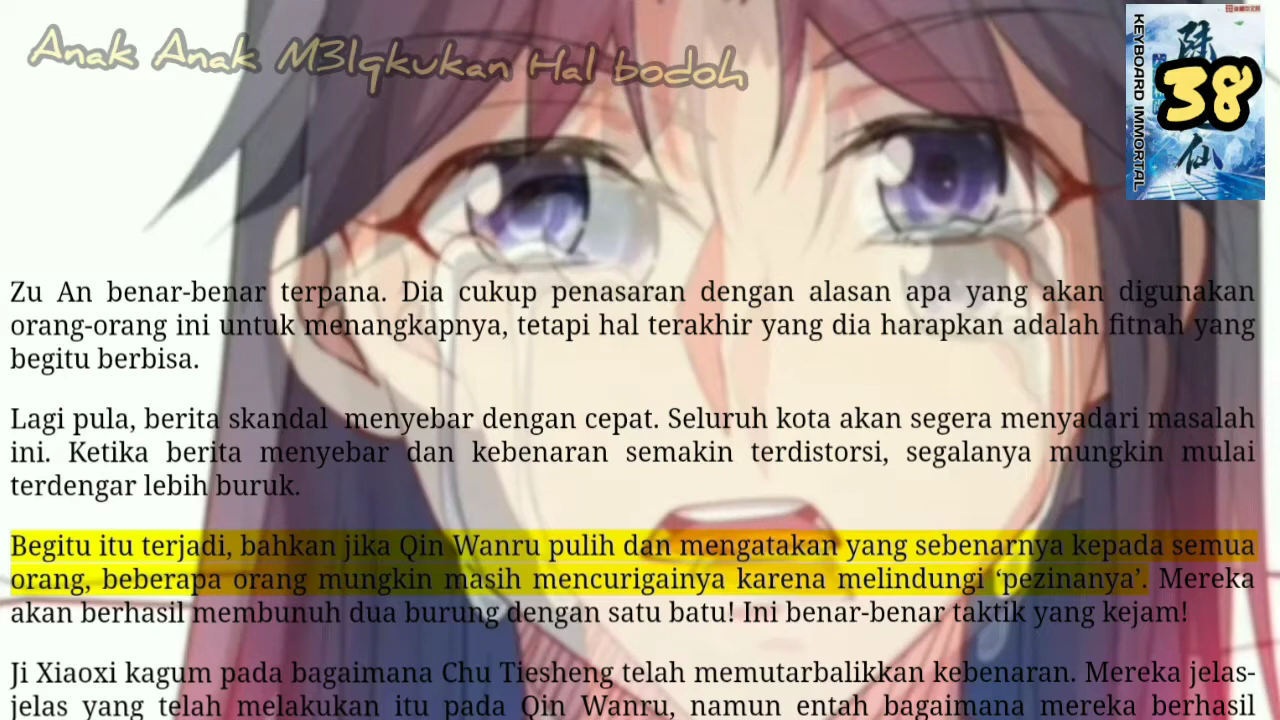 Anak Anak M3lqkukan Hal bodoh
KEYBOARD IMMORTAL
38
仙
Zu An benar-benar terpana. Dia cukup penasaran dengan alasan apa yang akan digunakan
orang-orang ini untuk menangkapnya, tetapi hal terakhir yang dia harapkan adalah fitnah yang
begitu berbisa.
Lagi pula, berita skandal menyebar dengan cepat. Seluruh kota akan segera menyadari masalah
ini. Ketika berita menyebar dan kebenaran semakin terdistorsi, segalanya mungkin mulai
terdengar lebih buruk.
Begitu itu terjadi, bahkan jika Qin Wanru pulih dan mengatakan yang sebenarnya kepada semua
orang, beberapa orang mungkin masih mencurigainya karena melindungi ‘pezinanya’. Mereka
akan berhasil membunuh dua burung dengan satu batu! Ini benar-benar taktik yang kejam!
Ji Xiaoxi kagum pada bagaimana Chu Tiesheng telah memutarbalikkan kebenaran. Mereka jelas-
jelas yang telah melakukan itu pada Qin Wanru, namun entah bagaimana mereka berhasil